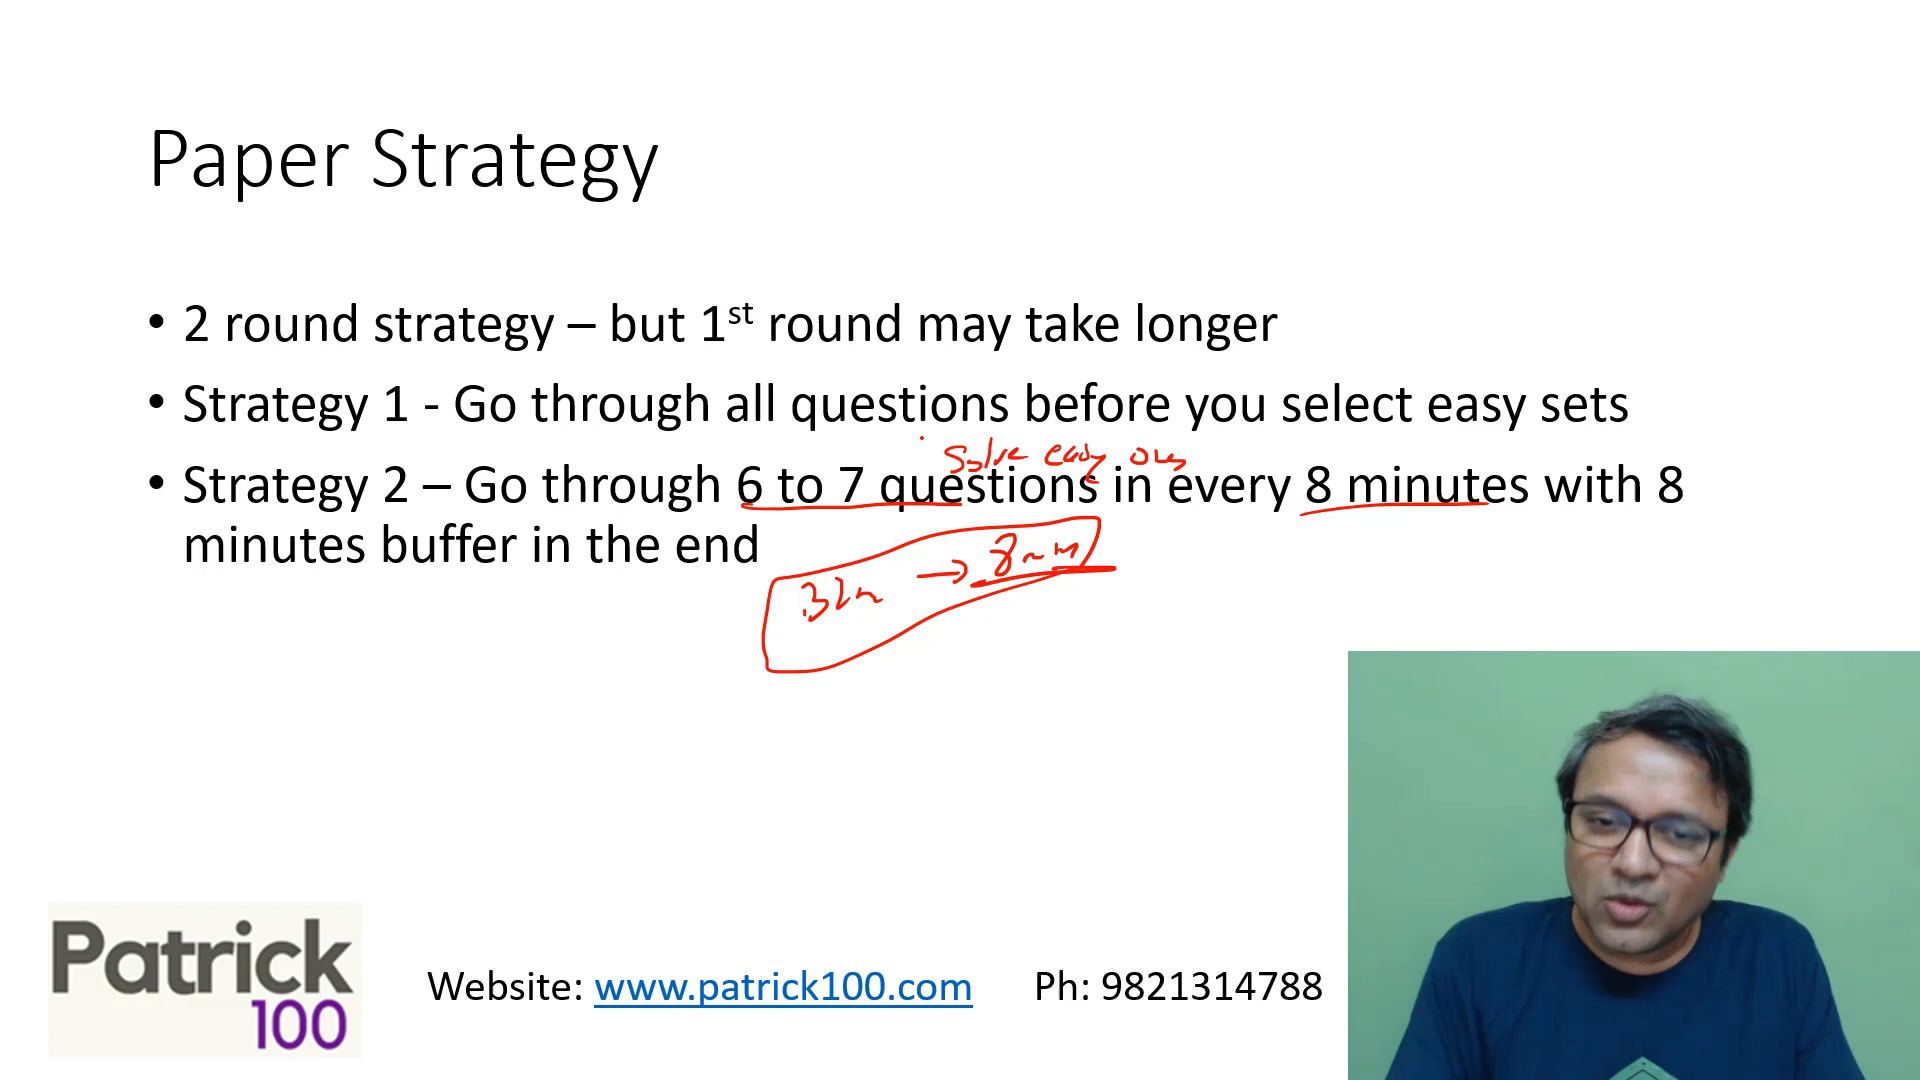 Paper Strategy
• 2 round strategy – but 1st round may take longer
• Strategy 1 - Go through all questions before you select easy sets
solve easy ones
• Strategy 2 – Go through 6 to 7 questions in every 8 minutes with 8
minutes buffer in the end
32m → 8 min
Patrick
100
Website: www.patrick100.com Ph: 9821314788